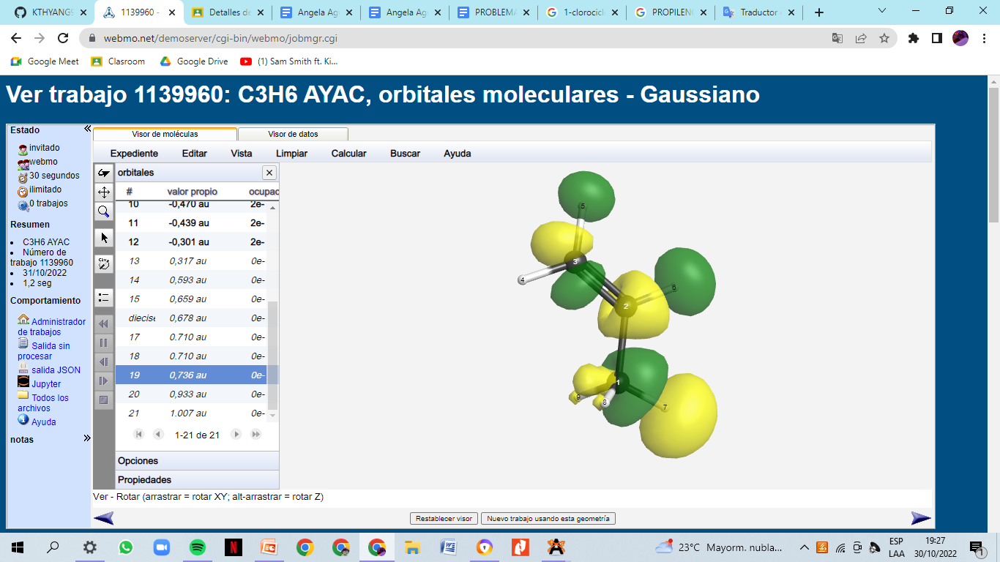 KTHYANG
1139960 -
Detalles de
Angela Ag
Angela Ag
PROBLEMA
1-clorocicl
PROPILENO
Traductor
webmo.net/demoserver/cgi-bin/webmo/jobmgr.cgi
Google Meet
Clasroom
Google Drive
(1) Sam Smith ft. Ki...
Ver trabajo 1139960: C3H6 AYAC, orbitales moleculares - Gaussiano
Estado
invitado
webmo
30 segundos
ilimitado
0 trabajos
Resumen
C3H6 AYAC
Número de
trabajo 1139960
31/10/2022
1,2 seg
Comportamiento
Administrador
de trabajos
Salida sin
procesar
salida JSON
Jupyter
Todos los
archivos
Ayuda
notas
Visor de moléculas
Visor de datos
Expediente Editar Vista Limpiar Calcular Buscar Ayuda
orbitales
# valor propio ocupac
10 -0,470 au 2e-
11 -0,439 au 2e-
12 -0,301 au 2e-
13 0,317 au 0e-
14 0,593 au 0e-
15 0,659 au 0e-
diecise 0,678 au 0e-
17 0.710 au 0e-
18 0.710 au 0e-
19 0,736 au 0e-
20 0,933 au 0e-
21 1.007 au 0e-
1-21 de 21
Opciones
Propiedades
5
3
4
6
2
1
9
8
7
Ver - Rotar (arrastrar = rotar XY; alt-arrastrar = rotar Z)
Restablecer visor
Nuevo trabajo usando esta geometría
23°C Mayorm. nubla...
ESP
LAA
19:27
30/10/2022
1